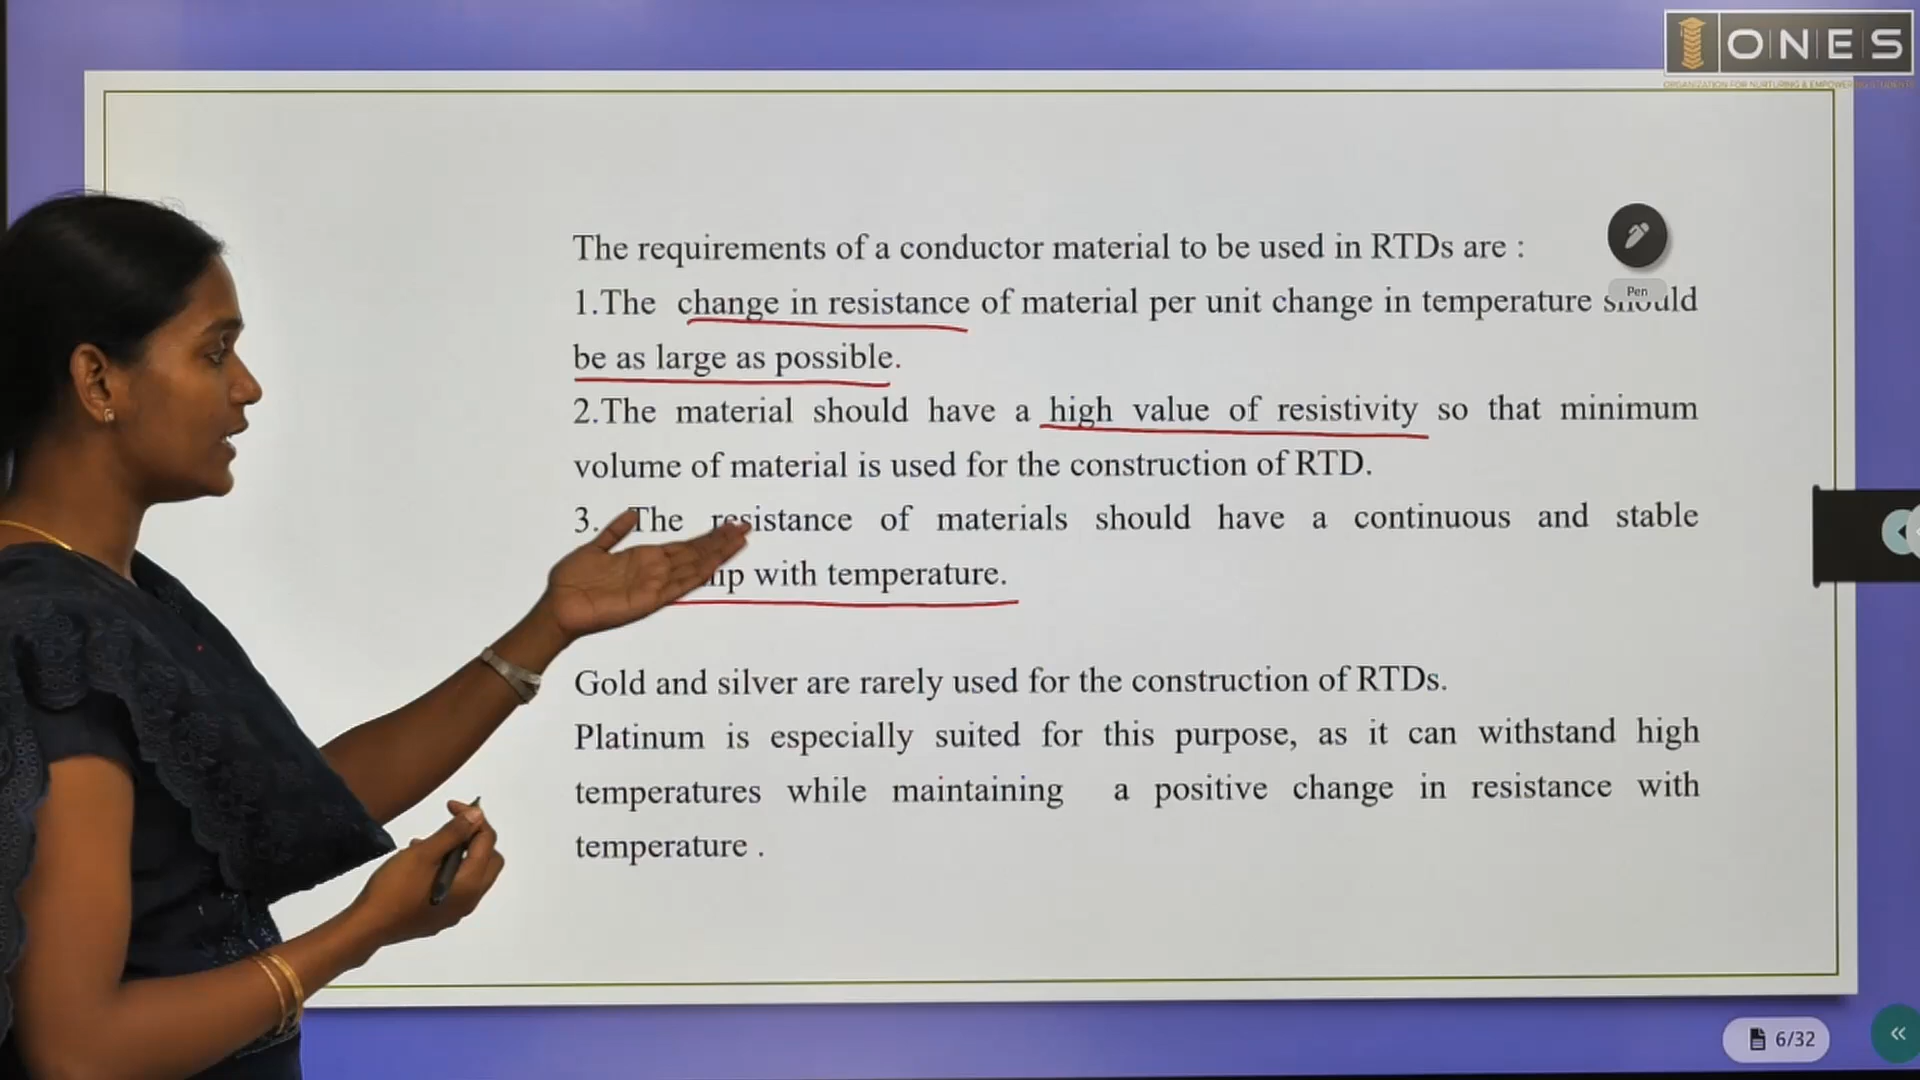 ONES
ORGANIZATION FOR NURTURING & EMPOWERING STUDENTS
The requirements of a conductor material to be used in RTDs are :
Pen
1.The change in resistance of material per unit change in temperature should
be as large as possible.
2.The material should have a high value of resistivity so that minimum
volume of material is used for the construction of RTD.
3. The resistance of materials should have a continuous and stable
with temperature.
Gold and silver are rarely used for the construction of RTDs.
Platinum is especially suited for this purpose, as it can withstand high
temperatures while maintaining a positive change in resistance with
temperature .
6/32